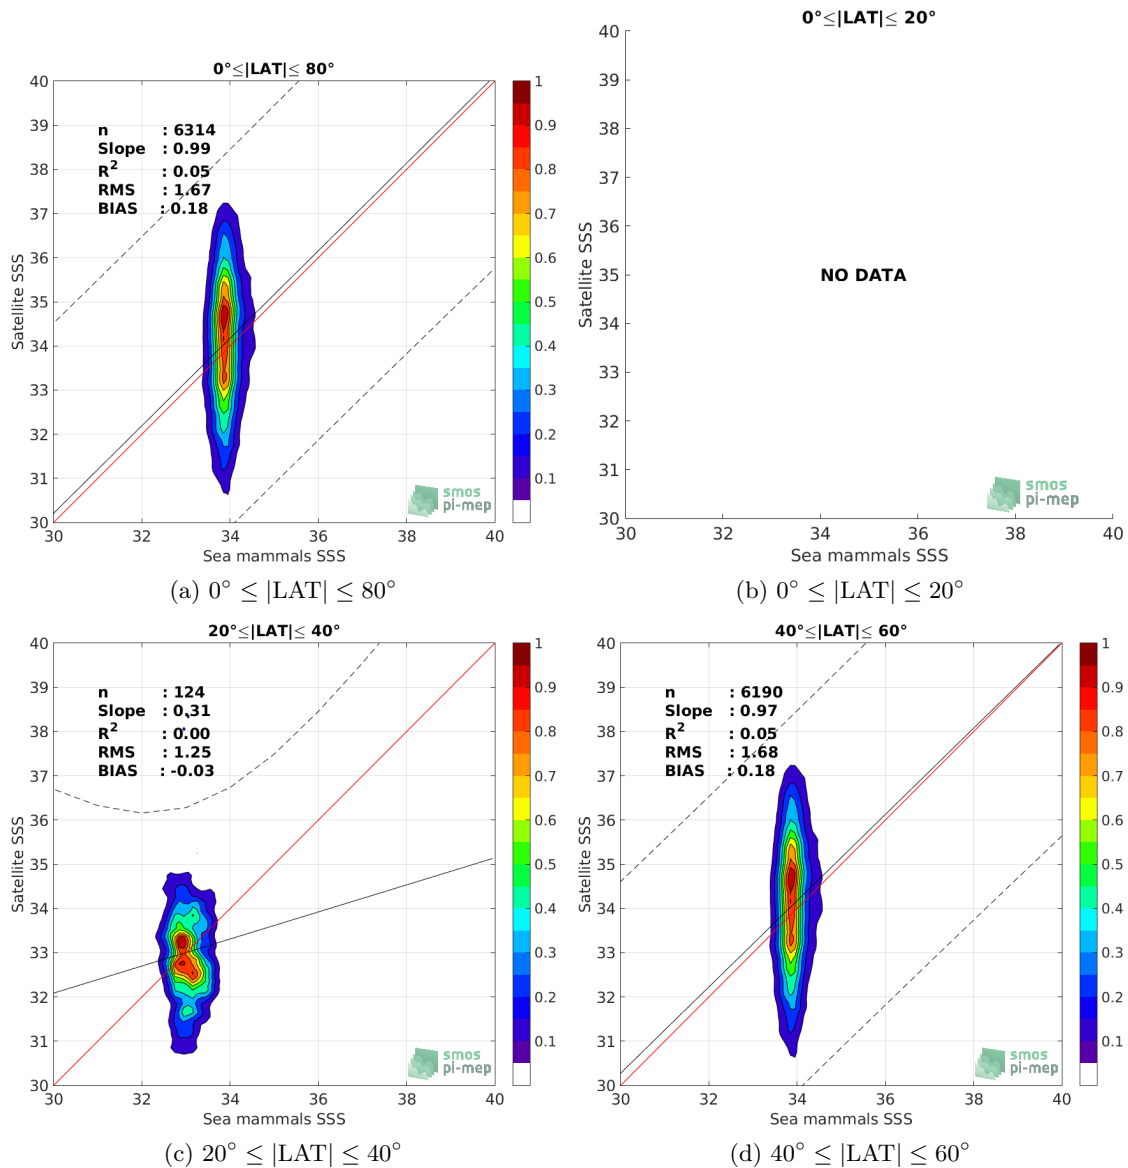 0°≤|LAT|≤ 80°
40
39
38
37
36
35
34
33
32
31
30
Satellite SSS
n : 6314
Slope : 0.99
R² : 0.05
RMS : 1.67
BIAS : 0.18
30 32 34 36 38 40
Sea mammals SSS
1
0.9
0.8
0.7
0.6
0.5
0.4
0.3
0.2
0.1
smos
pi-mep
(a) 0° ≤ |LAT| ≤ 80°
0°≤|LAT|≤ 20°
40
39
38
37
36
35
34
33
32
31
30
Satellite SSS
NO DATA
30 32 34 36 38 40
Sea mammals SSS
smos
pi-mep
(b) 0° ≤ |LAT| ≤ 20°
20°≤|LAT|≤ 40°
40
39
38
37
36
35
34
33
32
31
30
Satellite SSS
n : 124
Slope : 0.31
R² : 0.00
RMS : 1.25
BIAS : -0.03
30 32 34 36 38 40
Sea mammals SSS
1
0.9
0.8
0.7
0.6
0.5
0.4
0.3
0.2
0.1
smos
pi-mep
(c) 20° ≤ |LAT| ≤ 40°
40°≤|LAT|≤ 60°
40
39
38
37
36
35
34
33
32
31
30
Satellite SSS
n : 6190
Slope : 0.97
R² : 0.05
RMS : 1.68
BIAS : 0.18
30 32 34 36 38 40
Sea mammals SSS
1
0.9
0.8
0.7
0.6
0.5
0.4
0.3
0.2
0.1
smos
pi-mep
(d) 40° ≤ |LAT| ≤ 60°